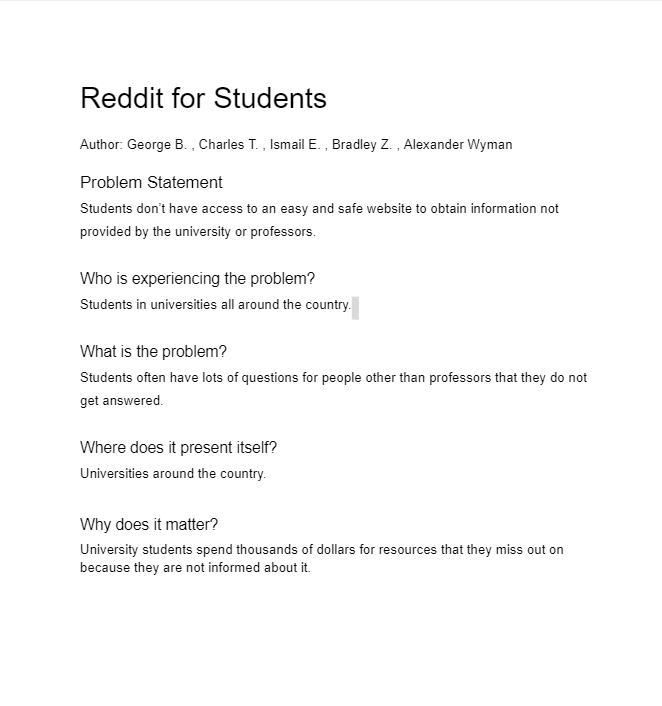 Reddit for Students
Author: George B. , Charles T. , Ismail E. , Bradley Z. , Alexander Wyman
Problem Statement
Students don't have access to an easy and safe website to obtain information not
provided by the university or professors.
Who is experiencing the problem?
Students in universities all around the country.
What is the problem?
Students often have lots of questions for people other than professors that they do not
get answered.
Where does it present itself?
Universities around the country.
Why does it matter?
University students spend thousands of dollars for resources that they miss out on
because they are not informed about it.